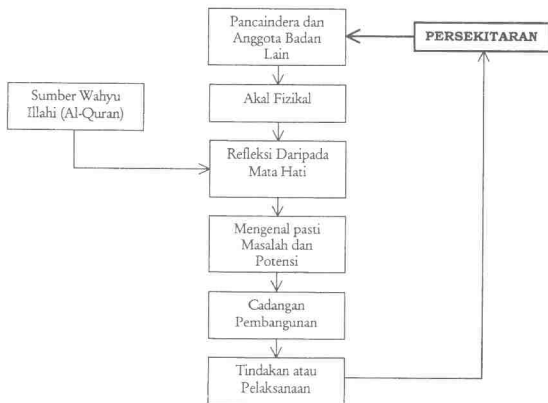 Pancaindera dan
Anggota Badan
Lain
PERSEKITARAN
Akal Fizikal
Sumber Wahyu
Illahi (Al-Quran)
Refleksi Daripada
Mata Hati
Mengenal pasti
Masalah dan
Potensi
Cadangan
Pembangunan
Tindakan atau
Pelaksanaan